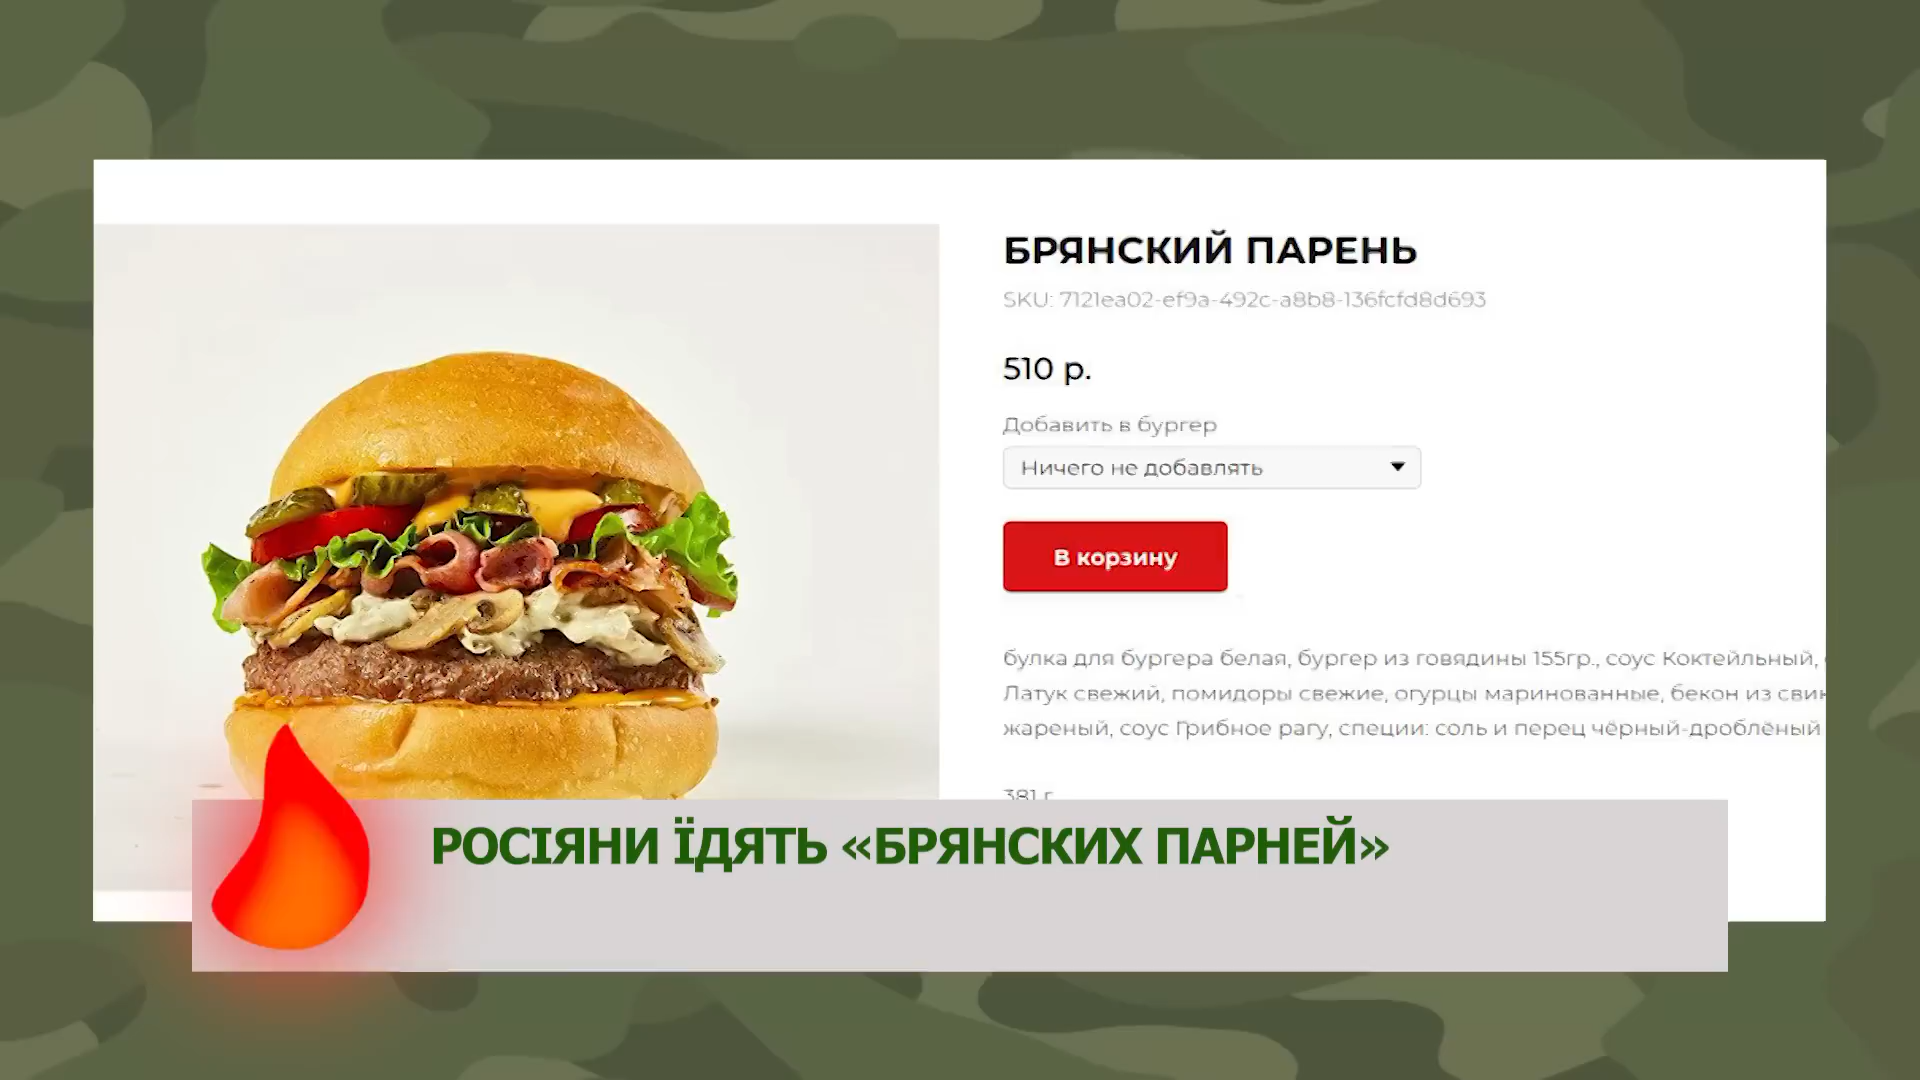 БРЯНСКИЙ ПАРЕНЬ
SKU: 7121ea02-ef9a-492c-a8b8-136fcfd8d693
510 р.
Добавить в бургер
Ничего не добавлять
В корзину
булка для бургера белая, бургер из говядины 155гр., соус Коктейльный,
Латук свежий, помидоры свежие, огурцы маринованные, бекон из
жареный, соус Грибное рагу, специи: соль и перец чёрный-дроблёный
381 г
РОСІЯНИ ЇДЯТЬ «БРЯНСКИХ ПАРНЕЙ»